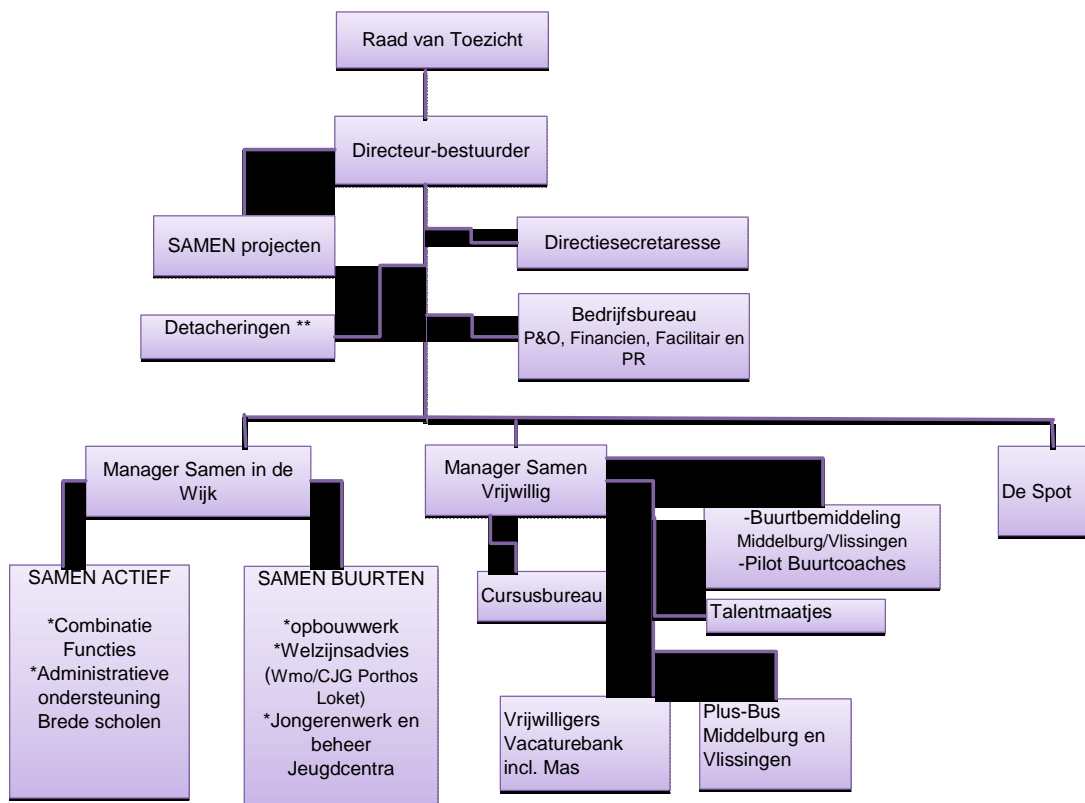 Raad van Toezicht
Directeur-bestuurder
SAMEN projecten
Directiesecretaresse
Detacheringen **
Bedrijfsbureau
P&O, Financien, Facilitair en
PR
Manager Samen in de
Wijk
Manager Samen
Vrijwillig
De Spot
-Buurtbemiddeling
Middelburg/Vlissingen
-Pilot Buurtcoaches
SAMEN ACTIEF
*Combinatie
Functies
*Administratieve
ondersteuning
Brede scholen
SAMEN BUURTEN
*opbouwwerk
*Welzijnsadvies
(Wmo/CJG Porthos
Loket)
*Jongerenwerk en
beheer
Jeugdcentra
Cursusbureau
Talentmaatjes
Vrijwilligers
Vacaturebank
incl. Mas
Plus-Bus
Middelburg en
Vlissingen